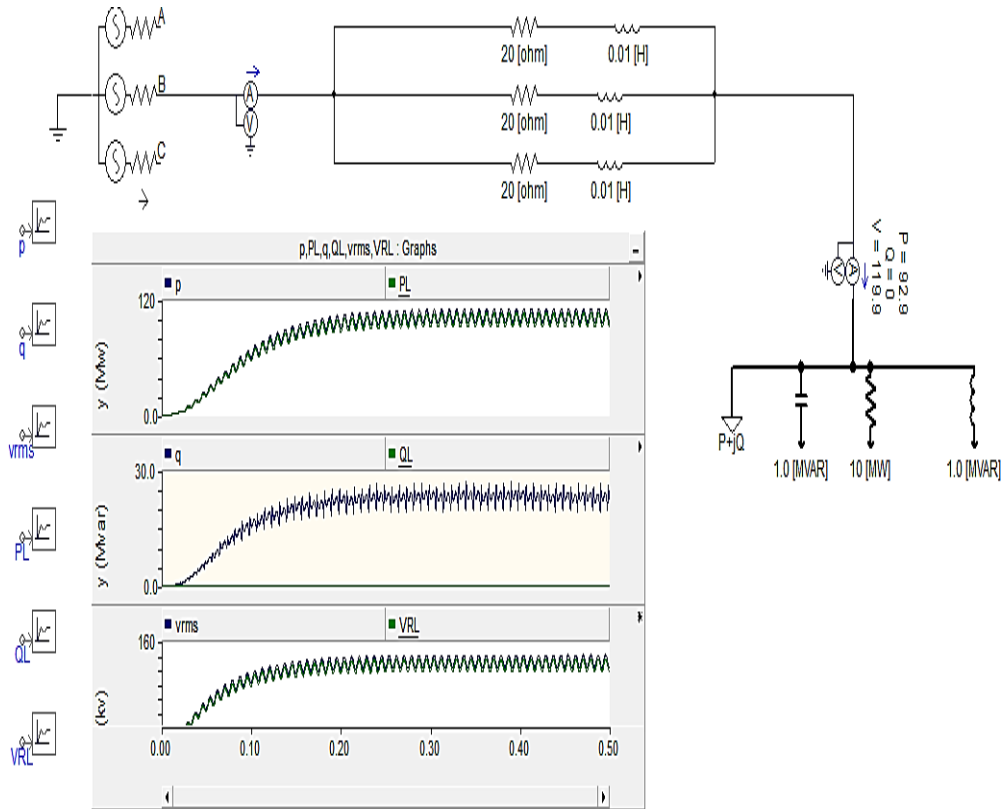 A
B
C
A
V
20 [ohm]
0.01 [H]
20 [ohm]
0.01 [H]
20 [ohm]
0.01 [H]
p
q
vrms
PL
QL
VRL
p,PL,q,QL,vrms,VRL : Graphs
p
PL
120
0.0
y (Mw)
q
QL
30.0
0.0
y (Mvar)
vrms
VRL
160
(kv)
0.00
0.10
0.20
0.30
0.40
0.50
P = 92.9
Q = 0
V = 119.9
V
A
P+jQ
1.0 [MVAR]
10 [MW]
1.0 [MVAR]